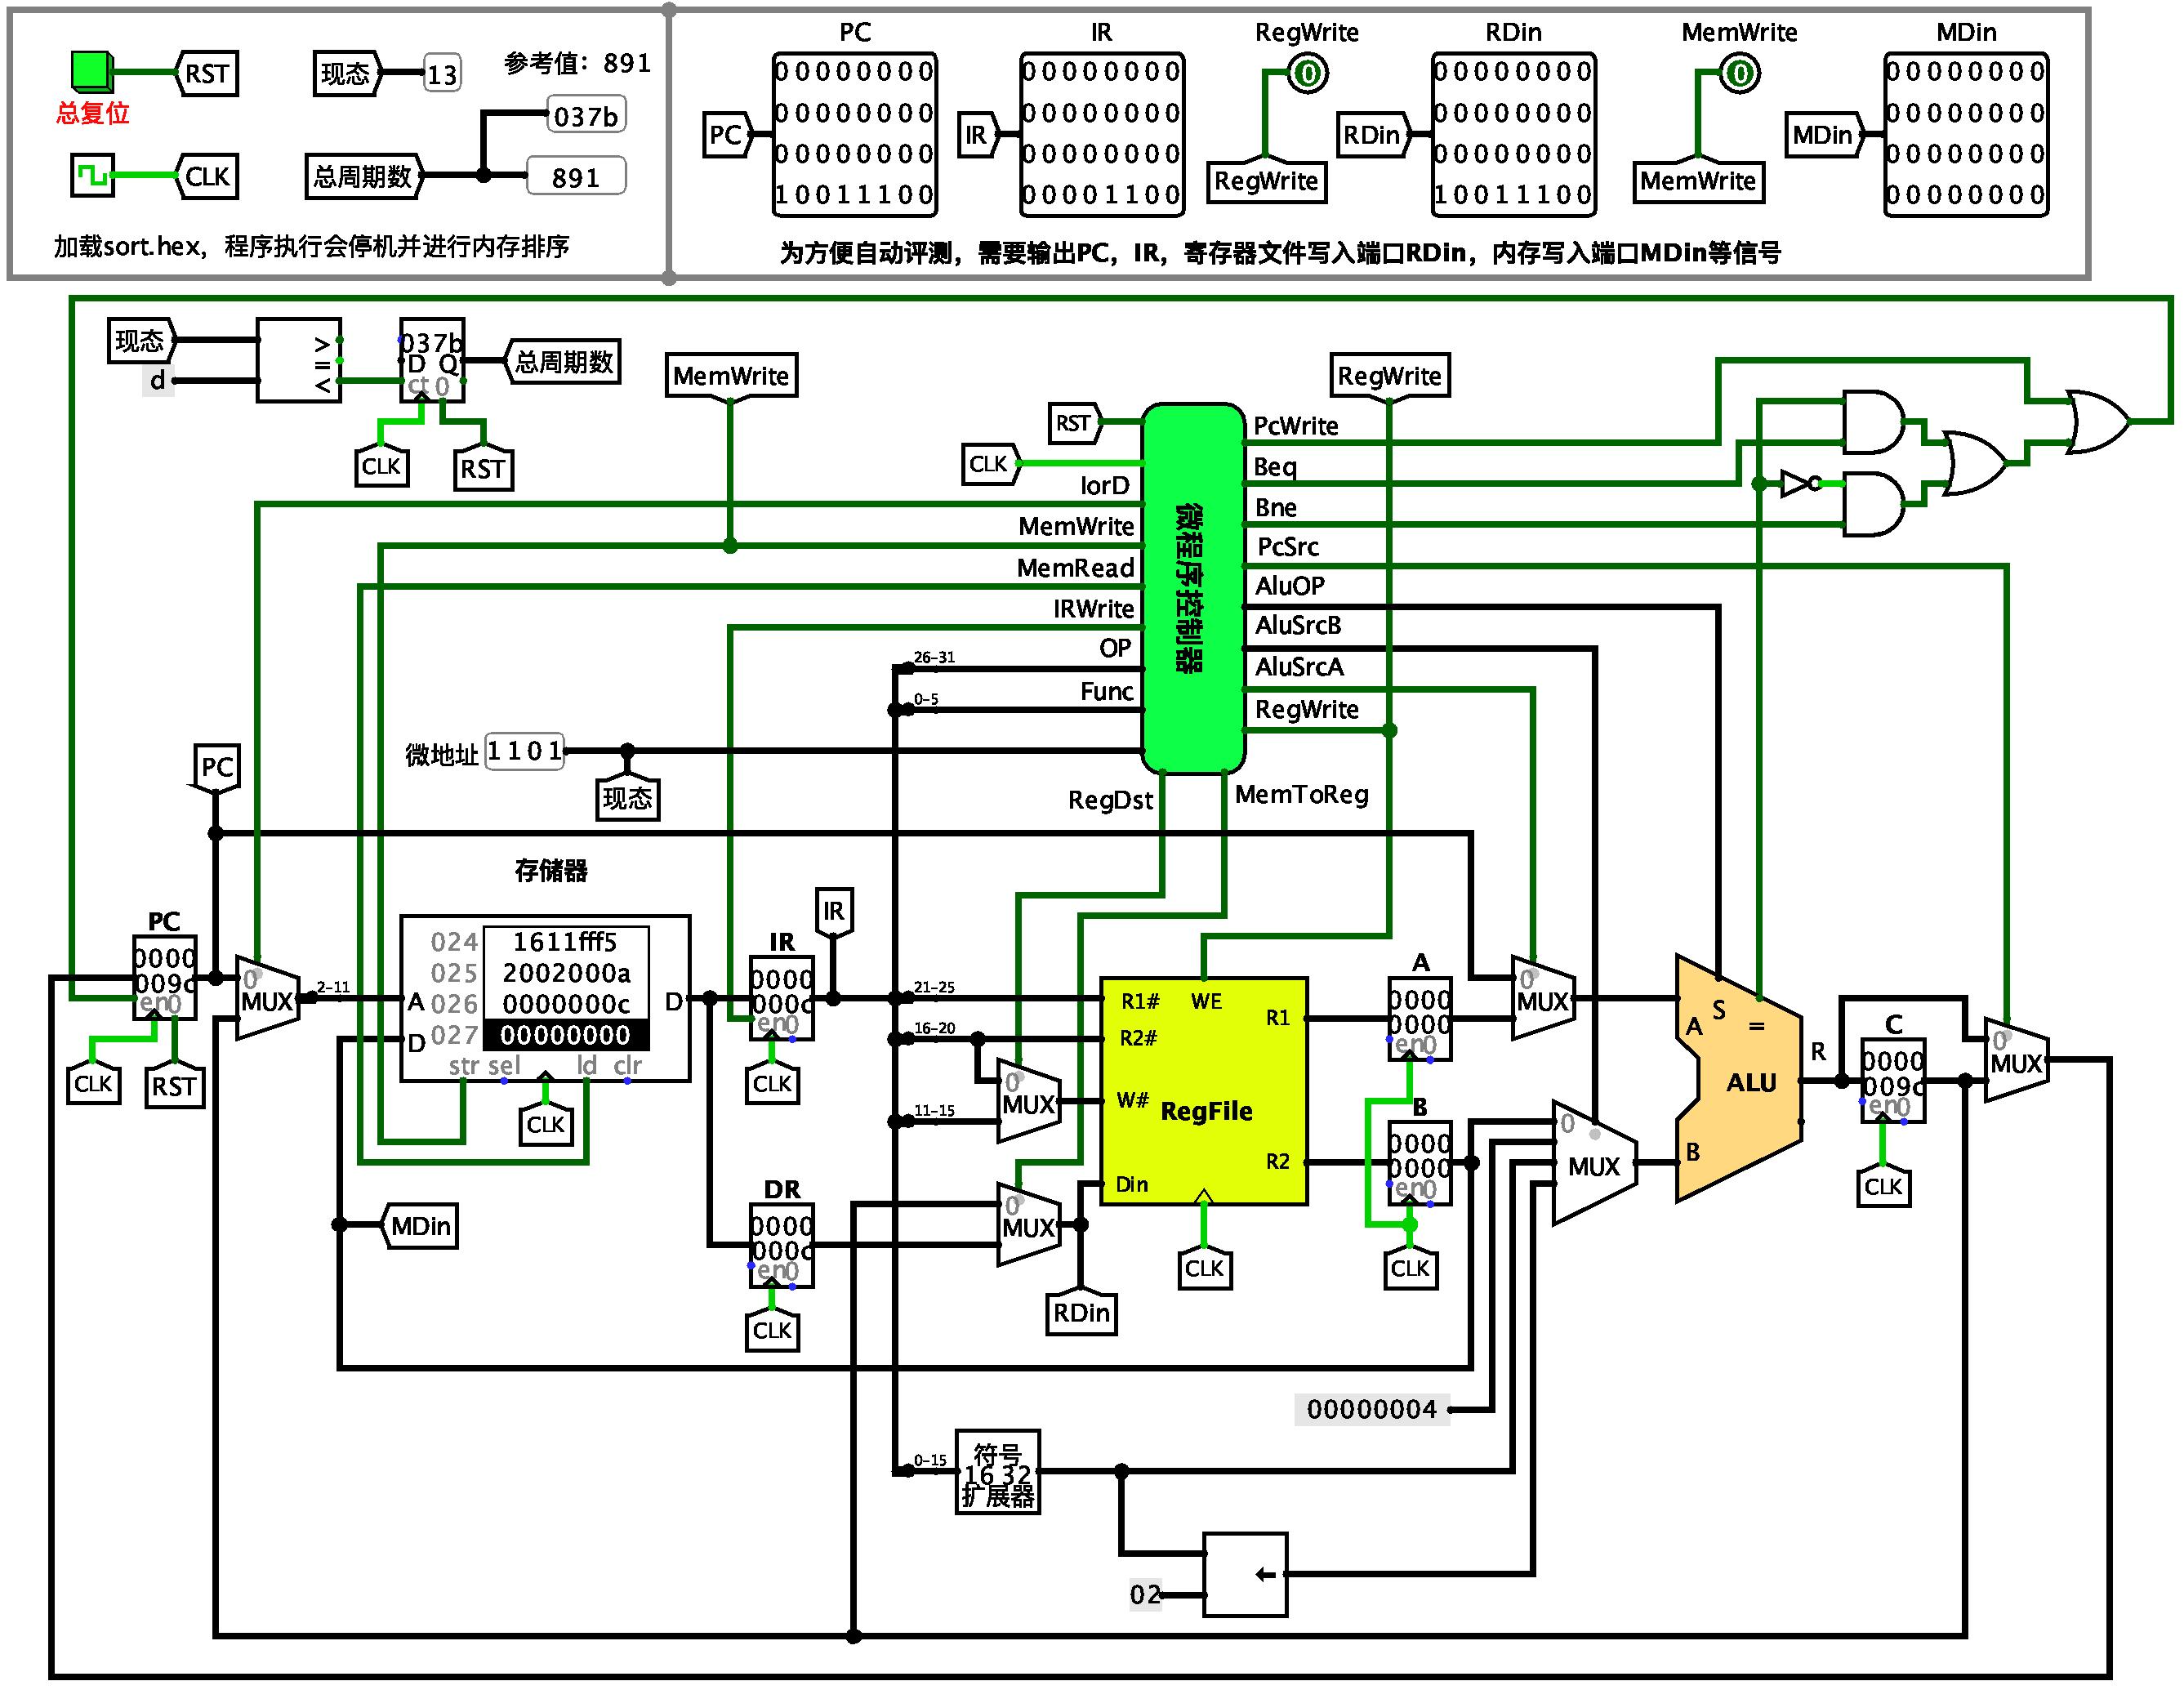 RST
现态
13
参考值：891
总复位
037b
CLK
总周期数
891
加载sort.hex，程序执行会停机并进行内存排序
PC
IR
RegWrite
RDin
MemWrite
MDin
PC
00000000
00000000
00000000
10011100
IR
00000000
00000000
00000000
00001100
0
RegWrite
RDin
00000000
00000000
00000000
10011100
0
MemWrite
MDin
00000000
00000000
00000000
00000000
为方便自动评测，需要输出PC，IR，寄存器文件写入端口RDin，内存写入端口MDin等信号
现态
d
>
=
<
037b
D Q
ct 0
总周期数
CLK
RST
MemWrite
RegWrite
RST
CLK
IorD
MemWrite
MemRead
IRWrite
OP
Func
26-31
0-5
微程序控制器
PcWrite
Beq
Bne
PcSrc
AluOP
AluSrcB
AluSrcA
RegWrite
微地址
1101
现态
RegDst
MemToReg
PC
存储器
PC
0000
009c
en0
CLK
RST
0
MUX
2-11
A
D
024 1611fff5
025 2002000a
026 0000000c
027 00000000
str sel ld clr
D
CLK
MDin
IR
IR
0000
000c
en0
CLK
DR
0000
000c
en0
CLK
21-25
16-20
11-15
0
MUX
0
MUX
RDin
R1#
WE
R1
R2#
W#
RegFile
R2
Din
CLK
A
0000
0000
en0
B
0000
0000
en0
CLK
0
MUX
0
MUX
A
S
=
ALU
B
R
C
0000
009c
en0
CLK
0
MUX
00000004
0-15
符号
16 32
扩展器
02